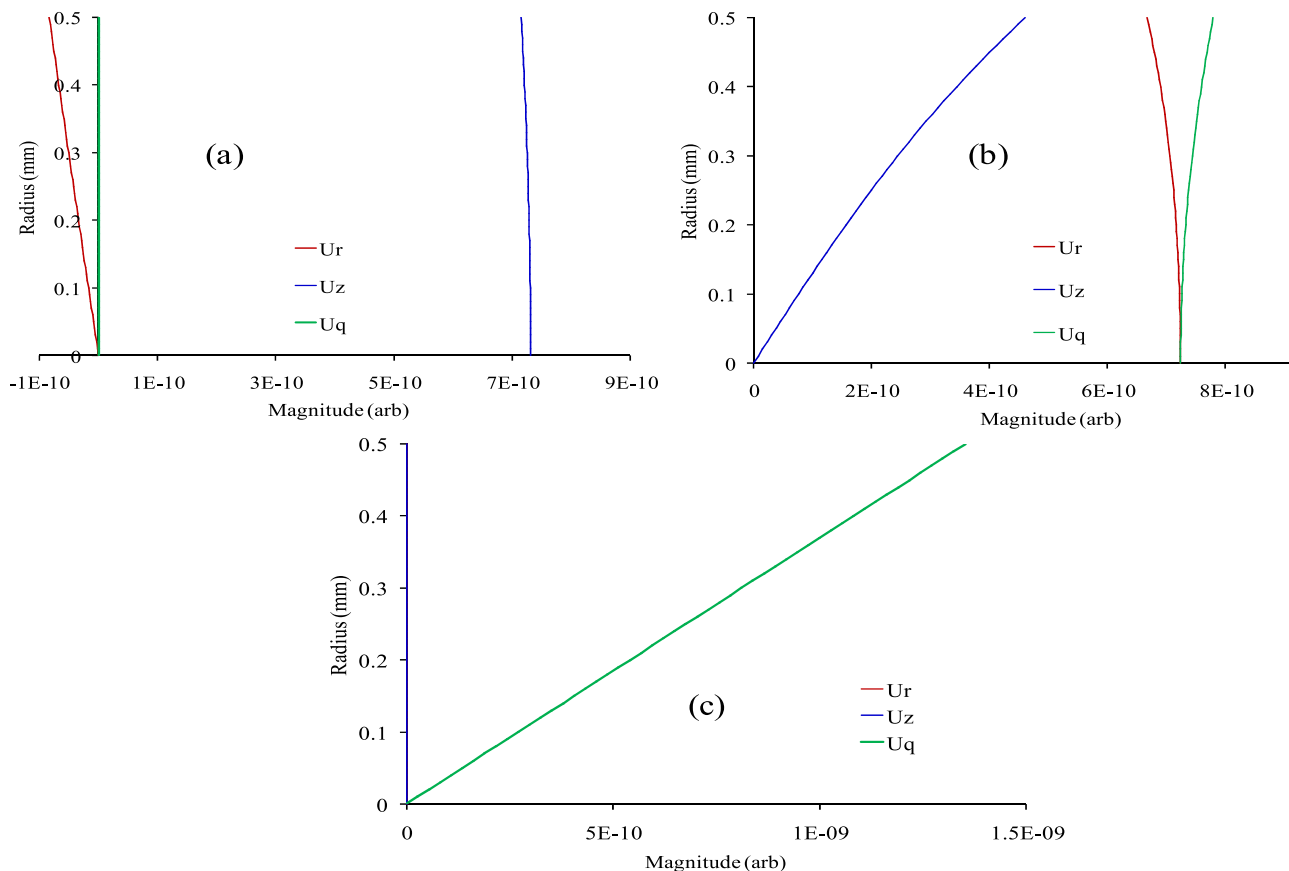 0.5
0.4
0.3
0.2
0.1
0
Radius (mm)
(a)
Ur
Uz
Uq
-1E-10 1E-10 3E-10 5E-10 7E-10 9E-10
Magnitude (arb)
0.5
0.4
0.3
0.2
0.1
0
Radius (mm)
(b)
Ur
Uz
Uq
0 2E-10 4E-10 6E-10 8E-10
Magnitude (arb)
0.5
0.4
0.3
0.2
0.1
0
Radius (mm)
(c)
Ur
Uz
Uq
0 5E-10 1E-09 1.5E-09
Magnitude (arb)